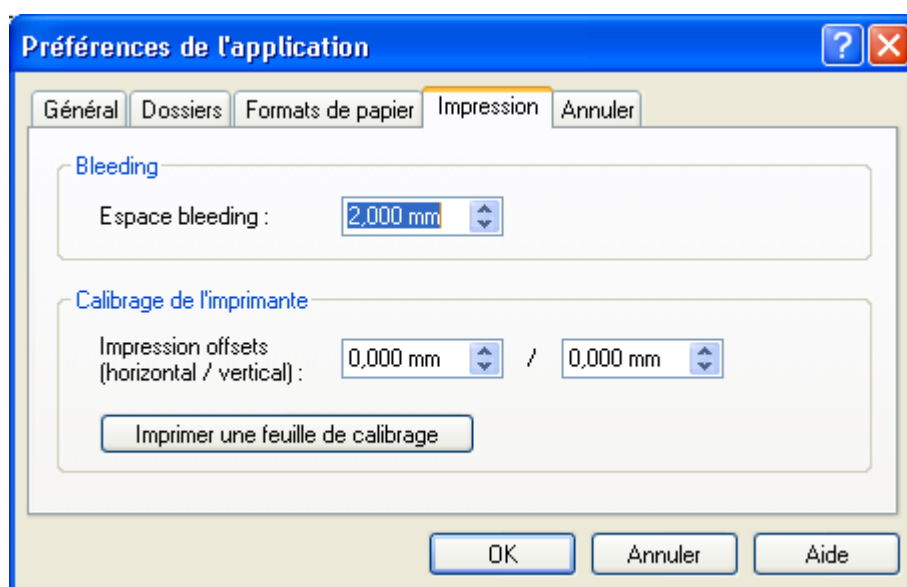 Préférences de l'application
Général Dossiers Formats de papier Impression Annuler
Bleeding
Espace bleeding : 2,000 mm
Calibrage de l'imprimante
Impression offsets
(horizontal / vertical) : 0,000 mm / 0,000 mm
Imprimer une feuille de calibrage
OK Annuler Aide